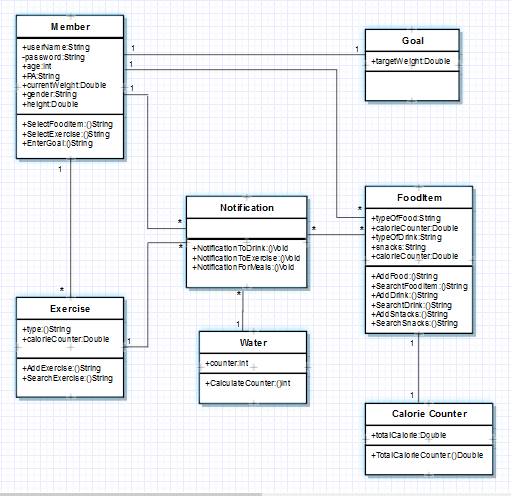 Member
+userName:String
-password:String
+age:int
+PA:String
+currentWeight:Double
+gender:String
+height:Double
+SelectFoodItem:()String
+SelectExercise:()String
+EnterGoal:()String
1
1
1
1
1
Goal
+targetWeight:Double
Notification
+NotificationToDrink:()Void
+NotificationToExercise:()Void
+NotificationForMeals:()Void
*
*
*
*
*
*
FoodItem
+typeOfFood:String
+calorieCounter:Double
+typeOfDrink:String
+snacks:String
+calorieCounter:Double
+AddFood:()String
+SearchtFoodItem:()String
+AddDrink:()String
+SearchtDrink:()String
+AddSntacks:()String
+SearchSnacks:()String
*
Exercise
+type:()String
+calorieCounter:Double
+AddExercise:()String
+SearchExercise:()String
1
1
Water
+counter:int
+CalculateCounter:()int
1
1
Calorie Counter
+totalCalorie:Double
+TotalCalorieCounter:()Double